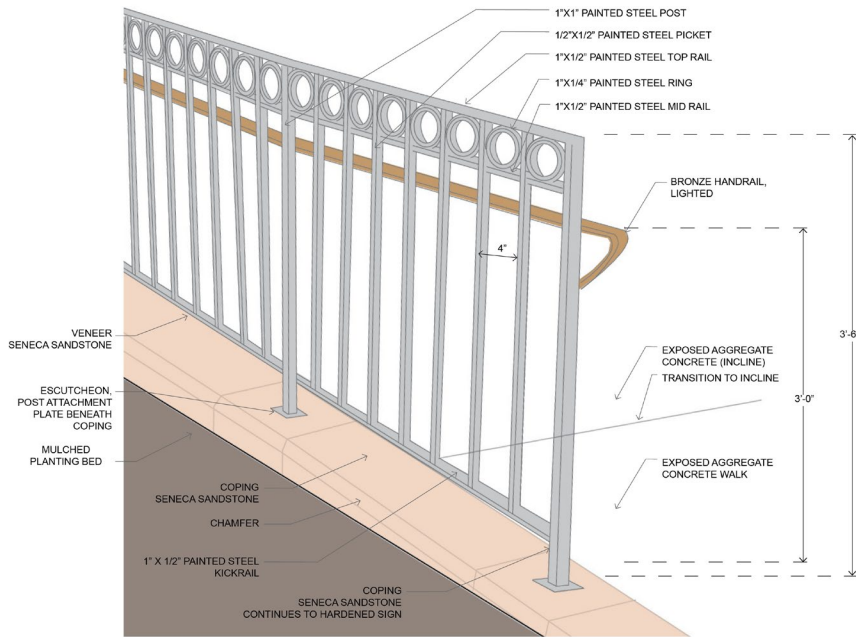 1"X1" PAINTED STEEL POST
1/2"X1/2" PAINTED STEEL PICKET
1"X1/2" PAINTED STEEL TOP RAIL
1"X1/4" PAINTED STEEL RING
1"X1/2" PAINTED STEEL MID RAIL
BRONZE HANDRAIL,
LIGHTED
4"
3'-6
3'-0"
EXPOSED AGGREGATE
CONCRETE (INCLINE)
TRANSITION TO INCLINE
EXPOSED AGGREGATE
CONCRETE WALK
VENEER
SENECA SANDSTONE
ESCUTCHEON,
POST ATTACHMENT
PLATE BENEATH
COPING
MULCHED
PLANTING BED
COPING
SENECA SANDSTONE
CHAMFER
1" X 1/2" PAINTED STEEL
KICKRAIL
COPING
SENECA SANDSTONE
CONTINUES TO HARDENED SIGN